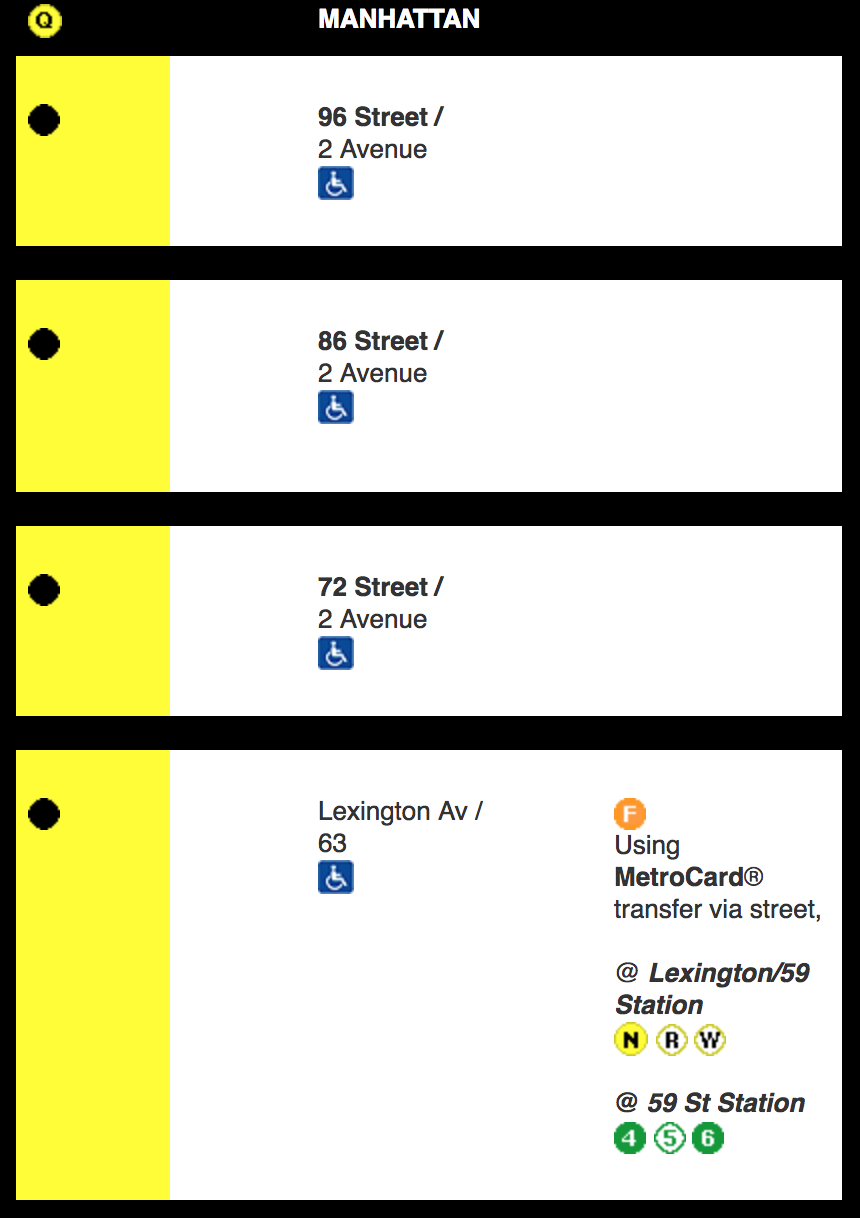 Q MANHATTAN
96 Street /
2 Avenue
86 Street /
2 Avenue
72 Street /
2 Avenue
Lexington Av /
63
F
Using
MetroCard®
transfer via street,
@ Lexington/59
Station
N R W
@ 59 St Station
4 5 6